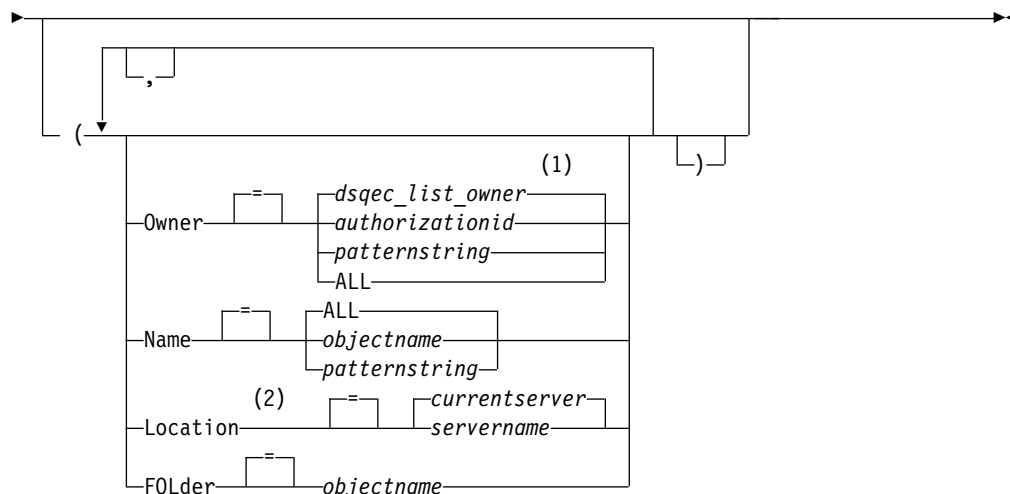 ,
(
)
(1)
=
dsqec_list_owner
Owner
authorizationid
patternstring
ALL
=
ALL
Name
objectname
patternstring
(2)
=
currentserver
Location
servername
=
FOLder
objectname